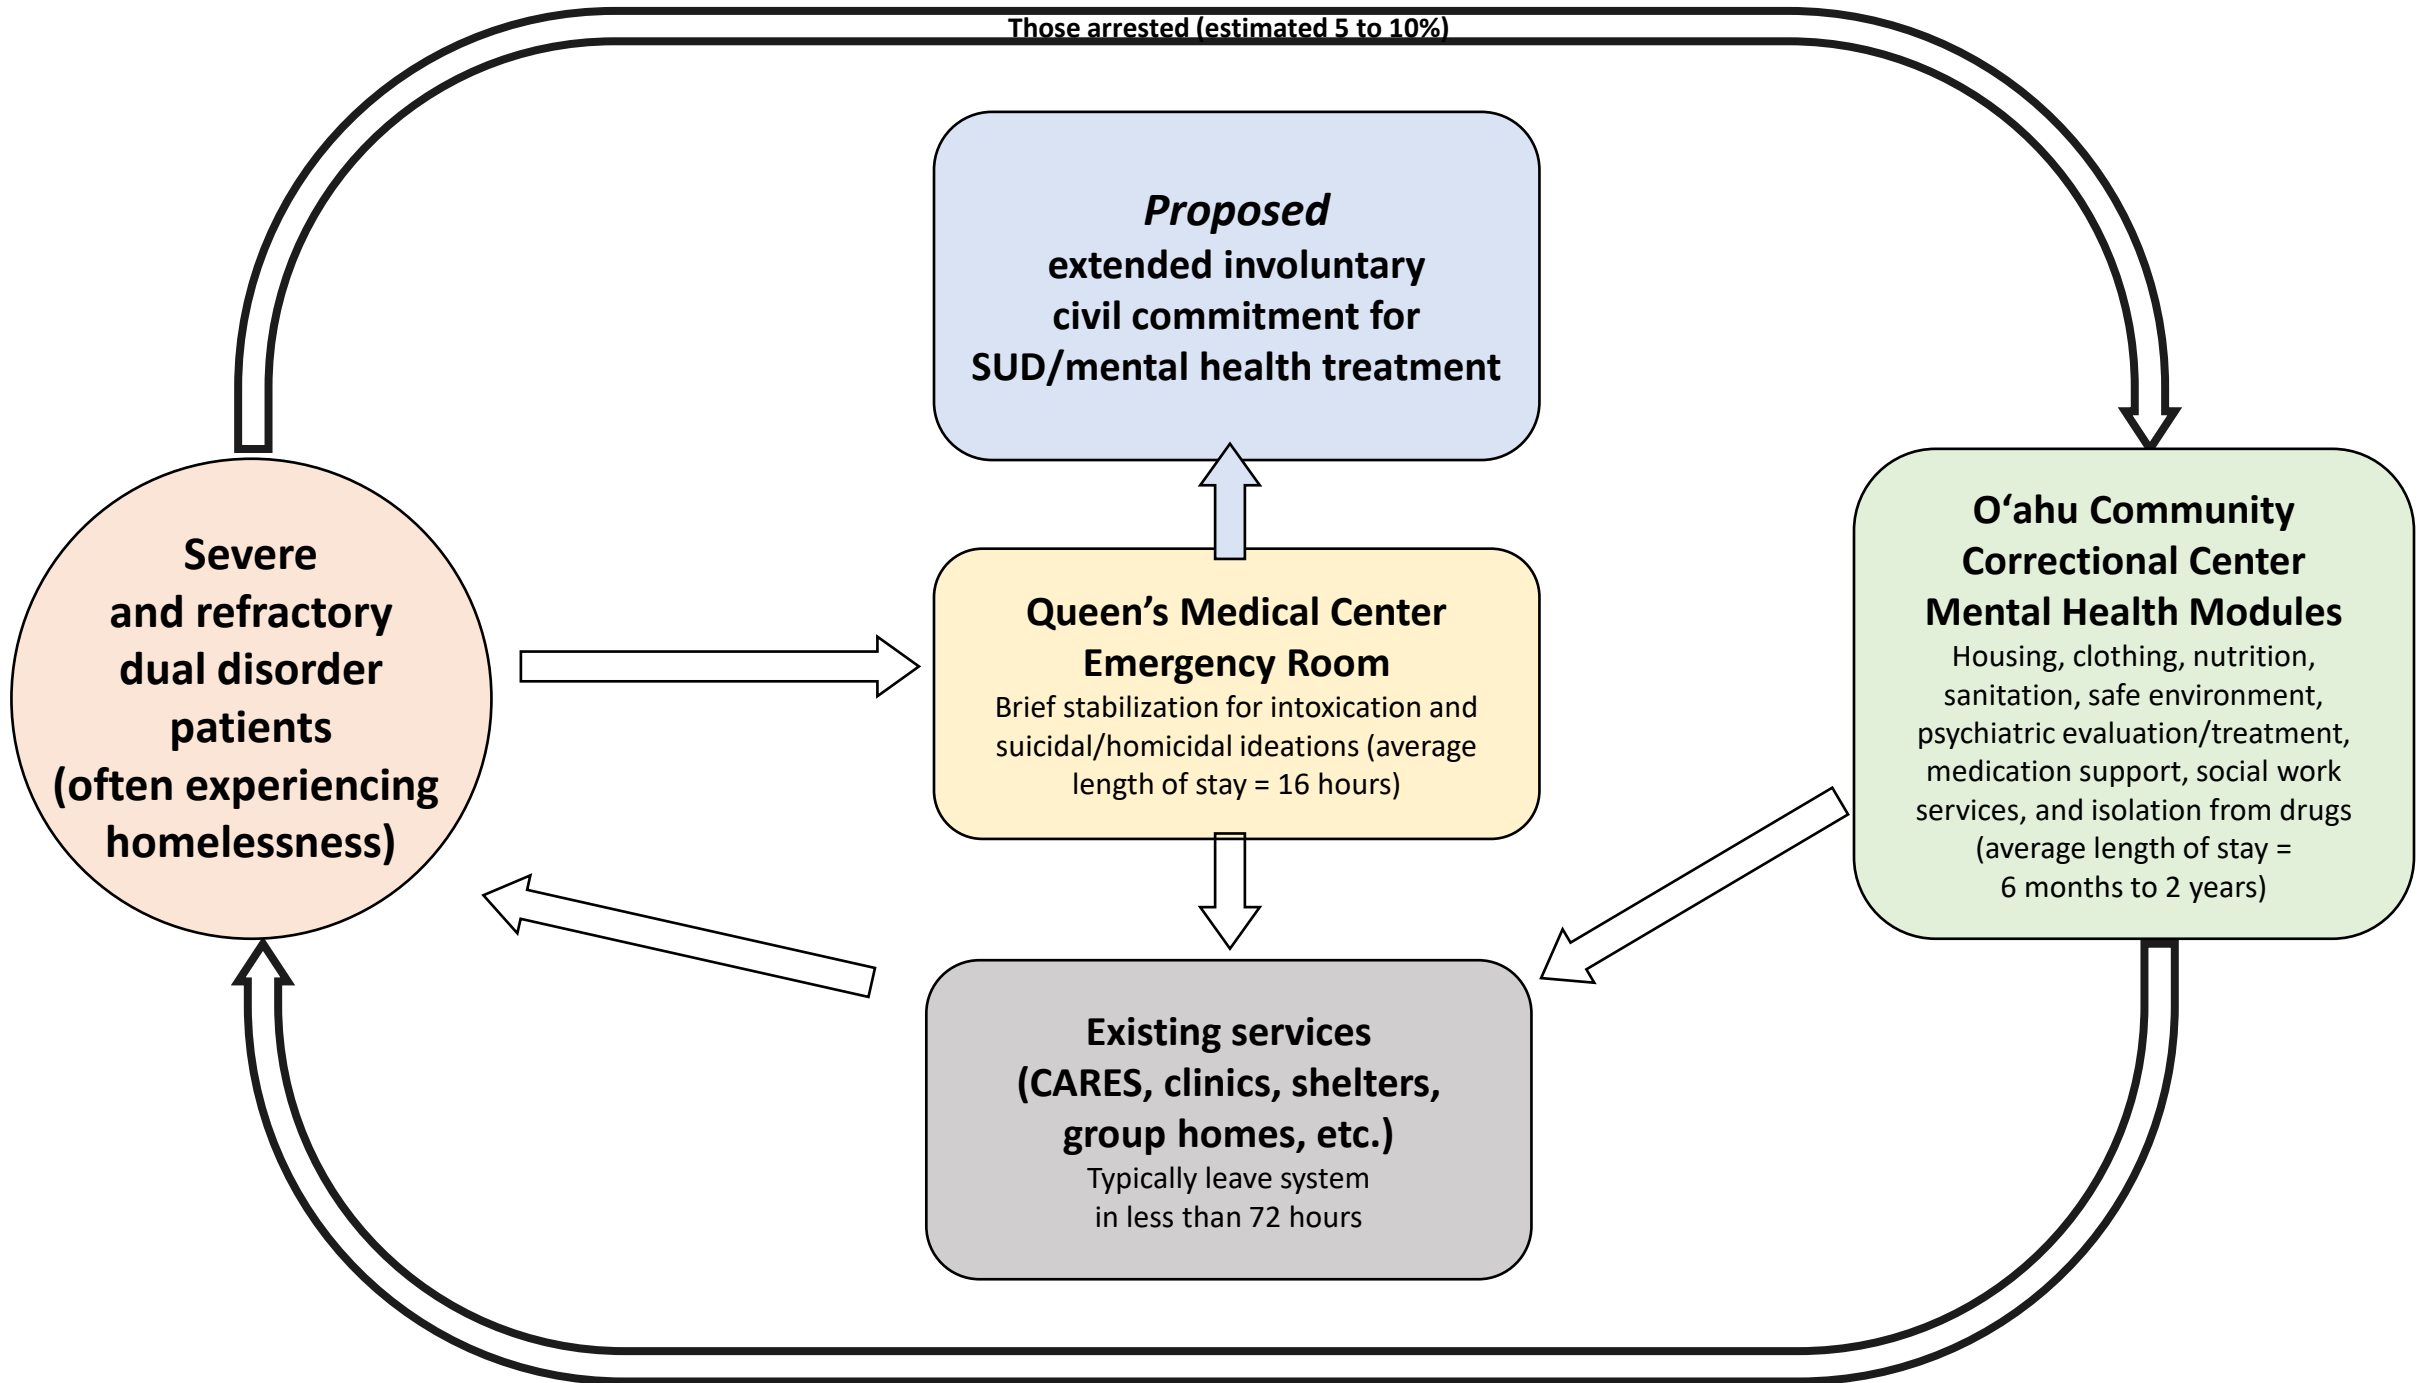 Those arrested (estimated 5 to 10%)
Proposed
extended involuntary
civil commitment for
SUD/mental health treatment
Severe
and refractory
dual disorder
patients
(often experiencing
homelessness)
Queen’s Medical Center
Emergency Room
Brief stabilization for intoxication and
suicidal/homicidal ideations (average
length of stay = 16 hours)
Oʻahu Community
Correctional Center
Mental Health Modules
Housing, clothing, nutrition,
sanitation, safe environment,
psychiatric evaluation/treatment,
medication support, social work
services, and isolation from drugs
(average length of stay =
6 months to 2 years)
Existing services
(CARES, clinics, shelters,
group homes, etc.)
Typically leave system
in less than 72 hours